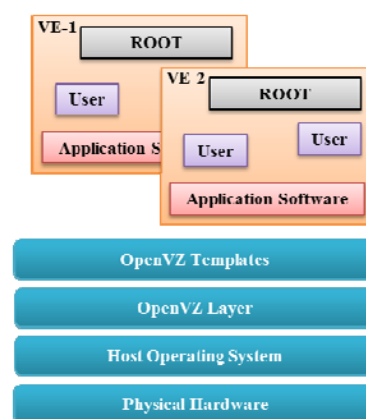 VE-1
ROOT
User
Application S
VE 2
ROOT
User
User
Application Software
OpenVZ Templates
OpenVZ Layer
Host Operating System
Physical Hardware